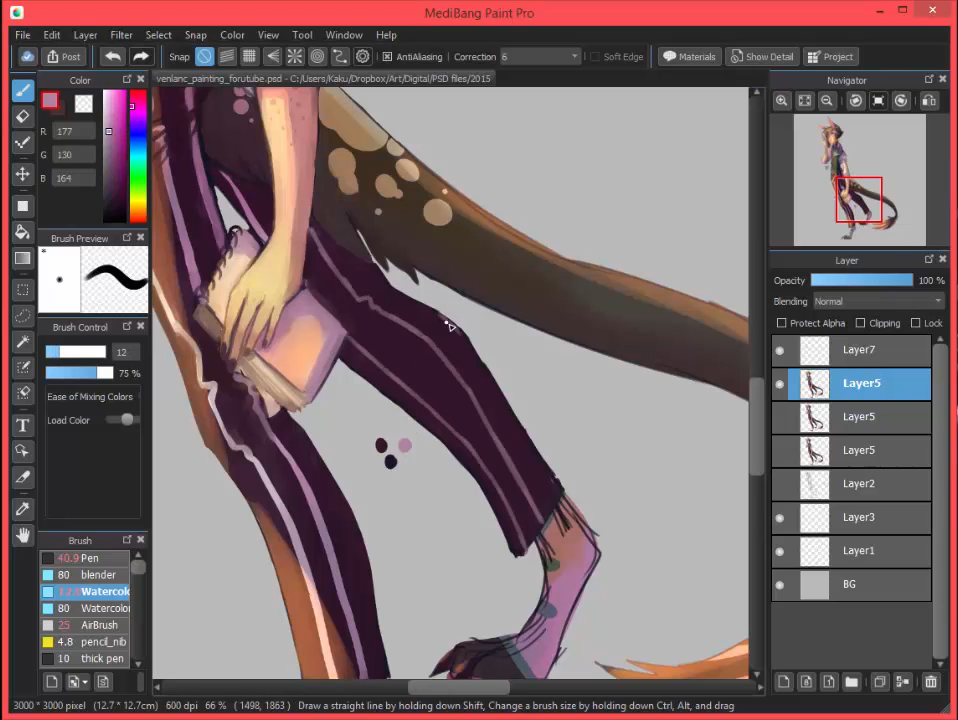 MediBang Paint Pro
File Edit Layer Filter Select Snap Color View Tool Window Help
Post Snap AntiAliasing Correction 6 Soft Edge Materials Show Detail Project
Color
venlanc_painting_forutube.psd - C:/Users/Kaku/Dropbox/Art/Digital/PSD files/2015
Navigator
R 177
G 130
B 164
Brush Preview
*
Brush Control
12
75 %
Ease of Mixing Colors
Load Color
Layer
Opacity 100 %
Blending Normal
Protect Alpha Clipping Lock
Layer7
Layer5
Layer5
Layer5
Layer2
Layer3
Layer1
BG
Brush
40.9 Pen
80 blender
Watercolo
80 Watercolo
25 AirBrush
4.8 pencil_nib
10 thick pen
3000 * 3000 pixel (12.7 * 12.7cm) 600 dpi 66 % ( 1498, 1863 ) Draw a straight line by holding down Shift, Change a brush size by holding down Ctrl, Alt, and drag